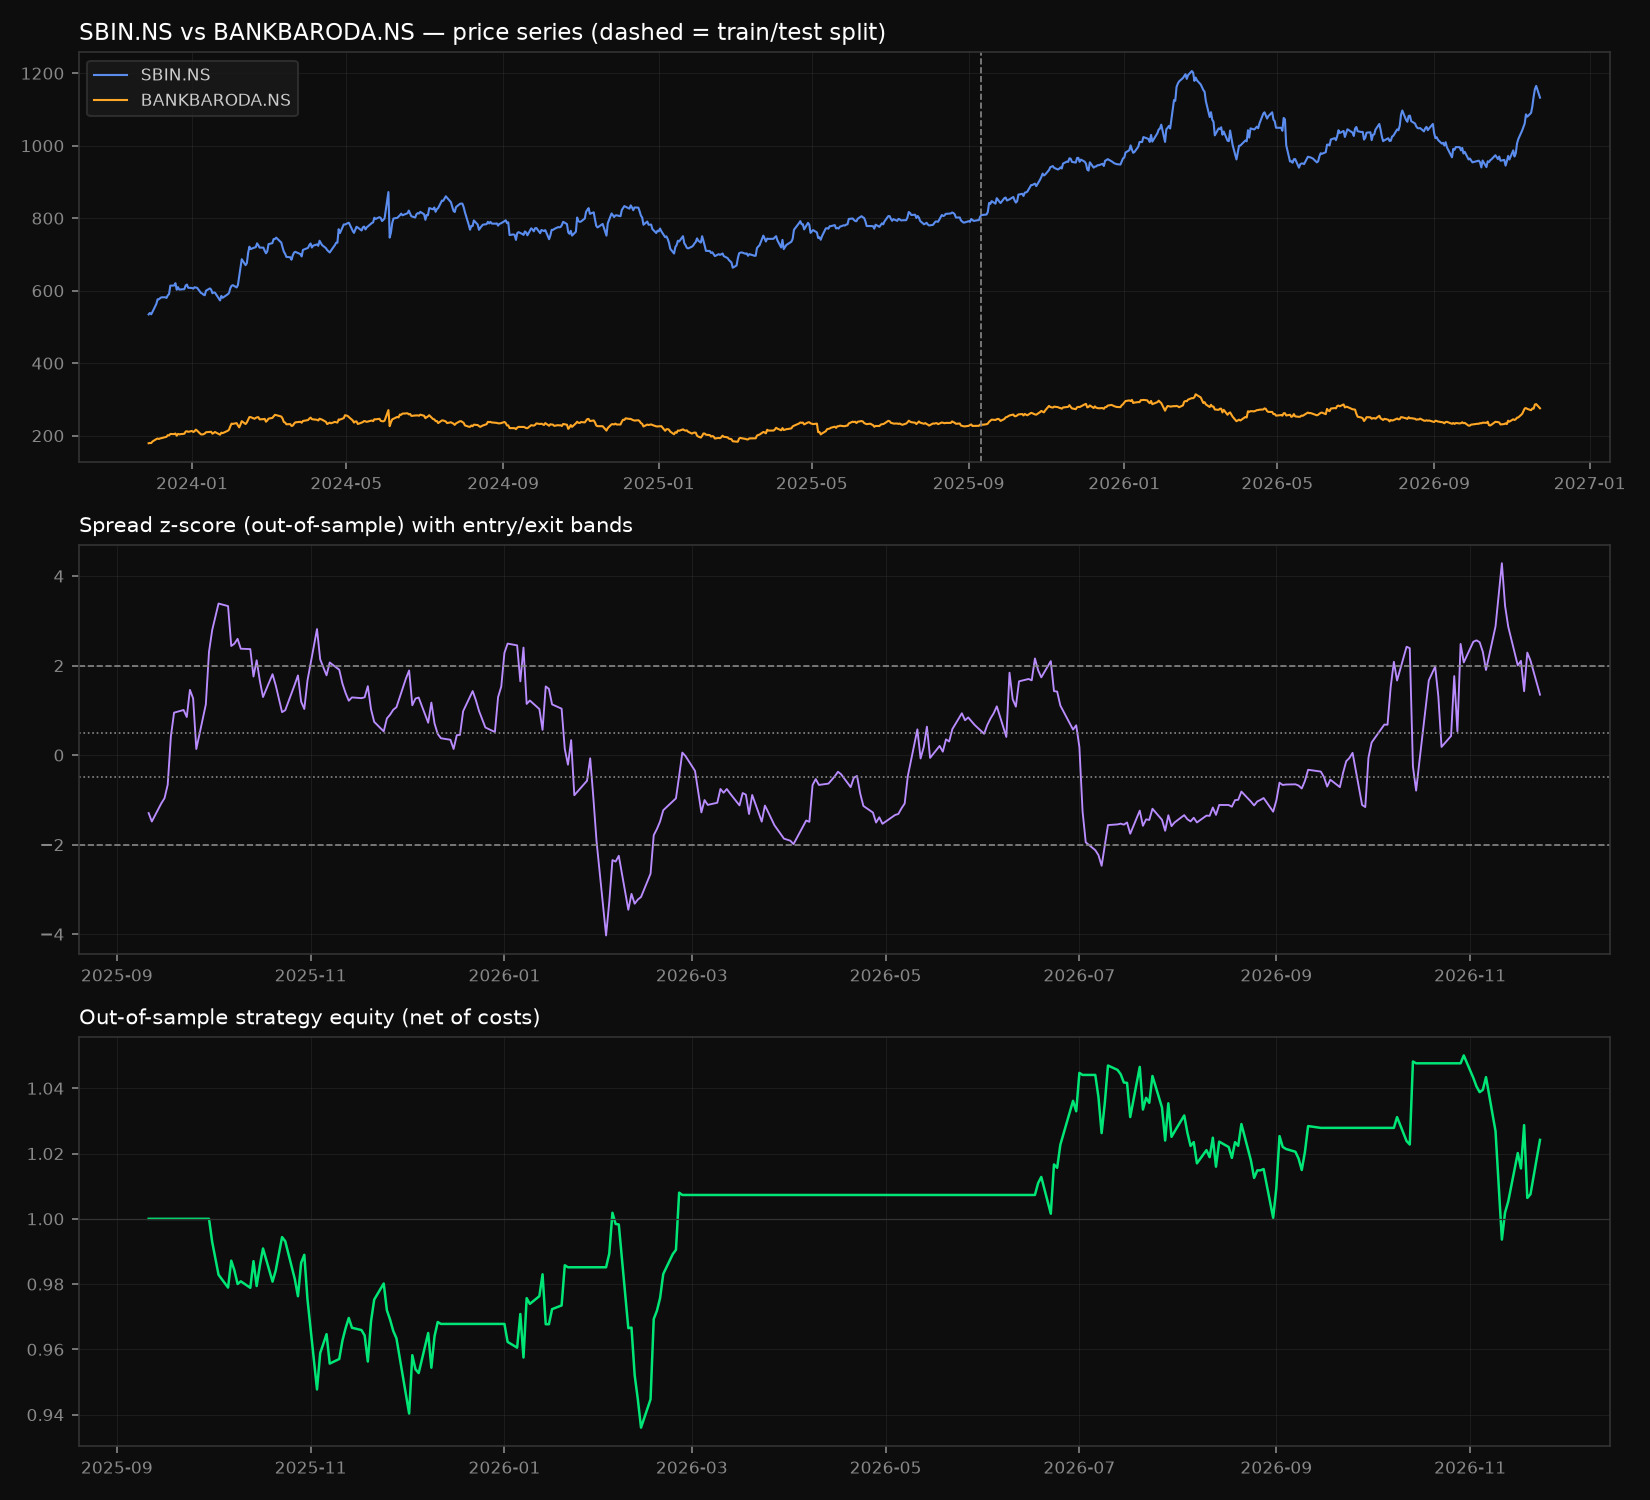 SBIN.NS vs BANKBARODA.NS — price series (dashed = train/test split)
SBIN.NS
BANKBARODA.NS
1200
1000
800
600
400
200
2024-01 2024-05 2024-09 2025-01 2025-05 2025-09 2026-01 2026-05 2026-09 2027-01
Spread z-score (out-of-sample) with entry/exit bands
4
2
0
−2
−4
2025-09 2025-11 2026-01 2026-03 2026-05 2026-07 2026-09 2026-11
Out-of-sample strategy equity (net of costs)
1.04
1.02
1.00
0.98
0.96
0.94
2025-09 2025-11 2026-01 2026-03 2026-05 2026-07 2026-09 2026-11